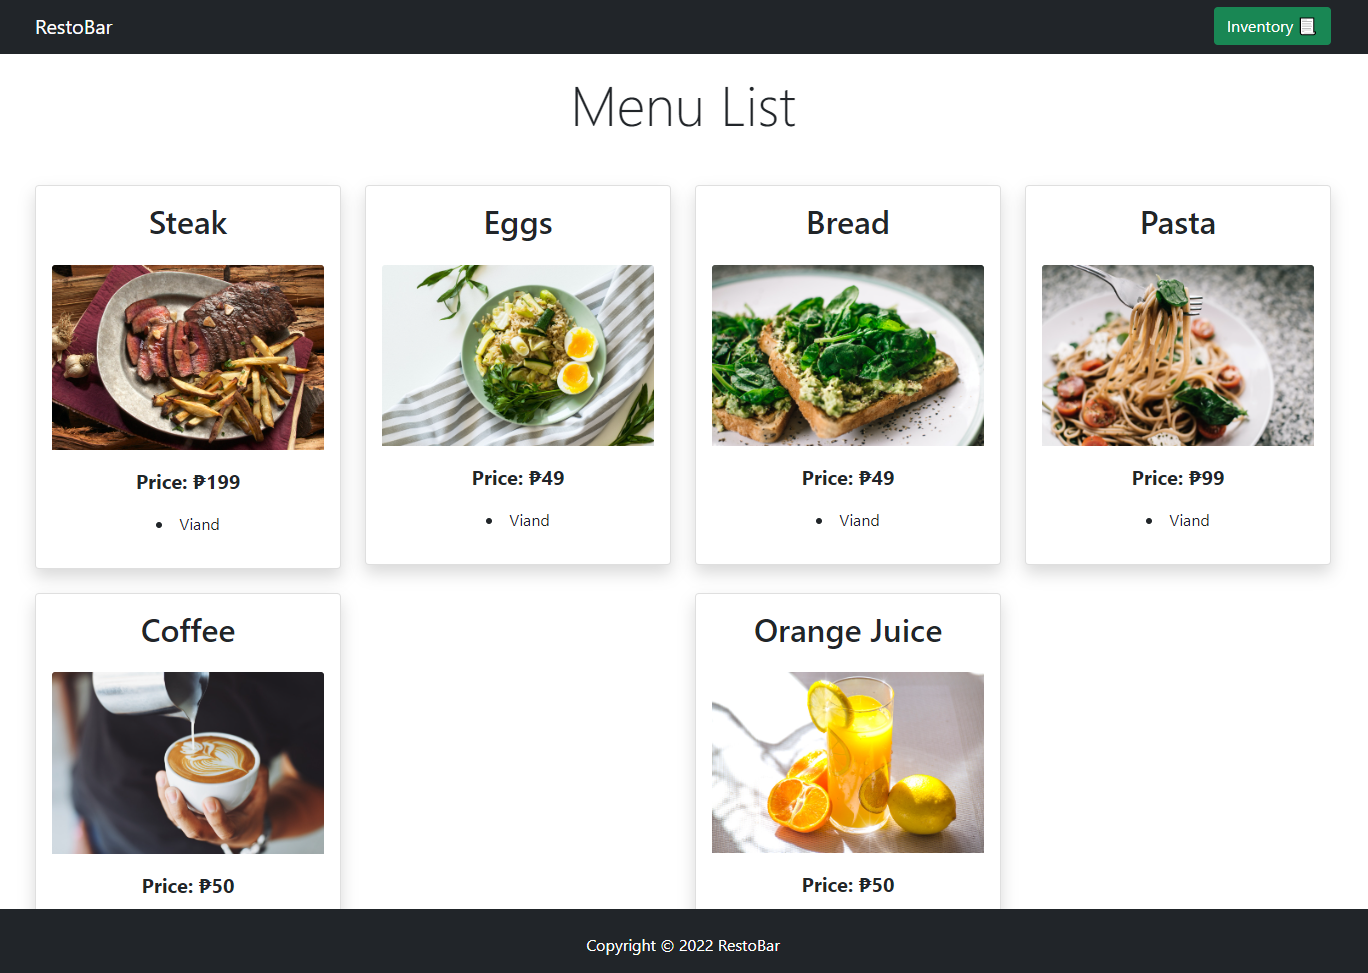 RestoBar
Inventory
Menu List
Steak
Eggs
Bread
Pasta
Price: ₱199
Price: ₱49
Price: ₱49
Price: ₱99
• Viand
• Viand
• Viand
• Viand
Coffee
Orange Juice
Price: ₱50
Price: ₱50
Copyright © 2022 RestoBar